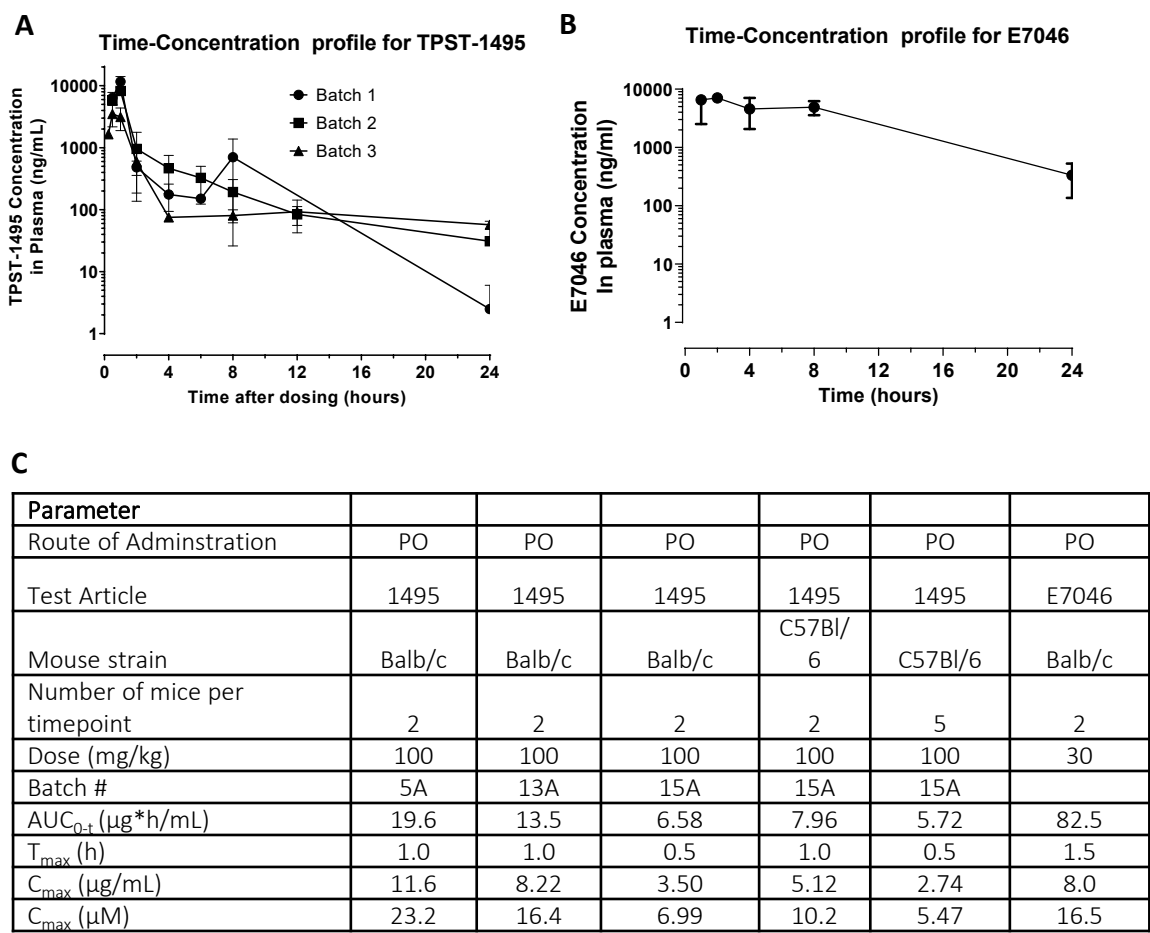 A
Time-Concentration profile for TPST-1495
TPST-1495 Concentration
in Plasma (ng/mL)
10000
1000
100
10
1
Batch 1
Batch 2
Batch 3
0 4 8 12 16 20 24
Time after dosing (hours)
B
Time-Concentration profile for E7046
E7046 Concentration
In plasma (ng/ml)
10000
1000
100
10
1
0 4 8 12 16 20 24
Time (hours)
C
Parameter
Route of Adminstration PO PO PO PO PO PO
Test Article 1495 1495 1495 1495 1495 E7046
C57Bl/
Mouse strain Balb/c Balb/c Balb/c 6 C57Bl/6 Balb/c
Number of mice per
timepoint 2 2 2 2 5 2
Dose (mg/kg) 100 100 100 100 100 30
Batch # 5A 13A 15A 15A 15A
AUC0-t (µg*h/mL) 19.6 13.5 6.58 7.96 5.72 82.5
Tmax (h) 1.0 1.0 0.5 1.0 0.5 1.5
Cmax (µg/mL) 11.6 8.22 3.50 5.12 2.74 8.0
Cmax (µM) 23.2 16.4 6.99 10.2 5.47 16.5